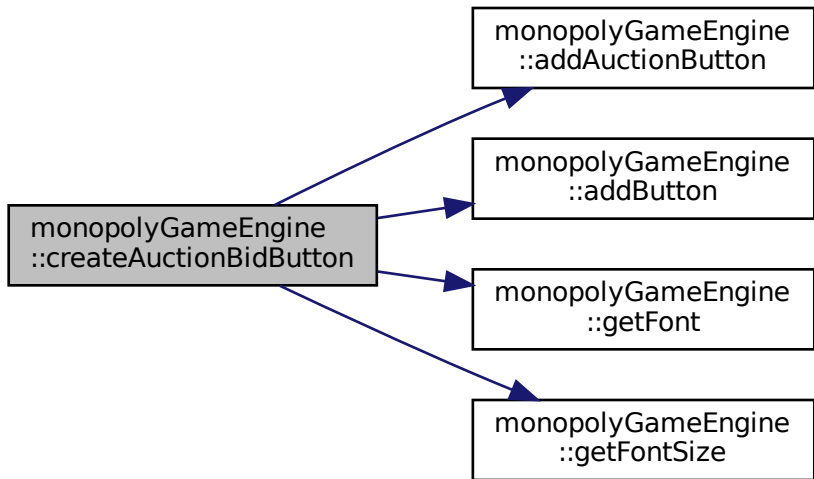 monopolyGameEngine
::createAuctionBidButton
monopolyGameEngine
::addAuctionButton
monopolyGameEngine
::addButton
monopolyGameEngine
::getFont
monopolyGameEngine
::getFontSize